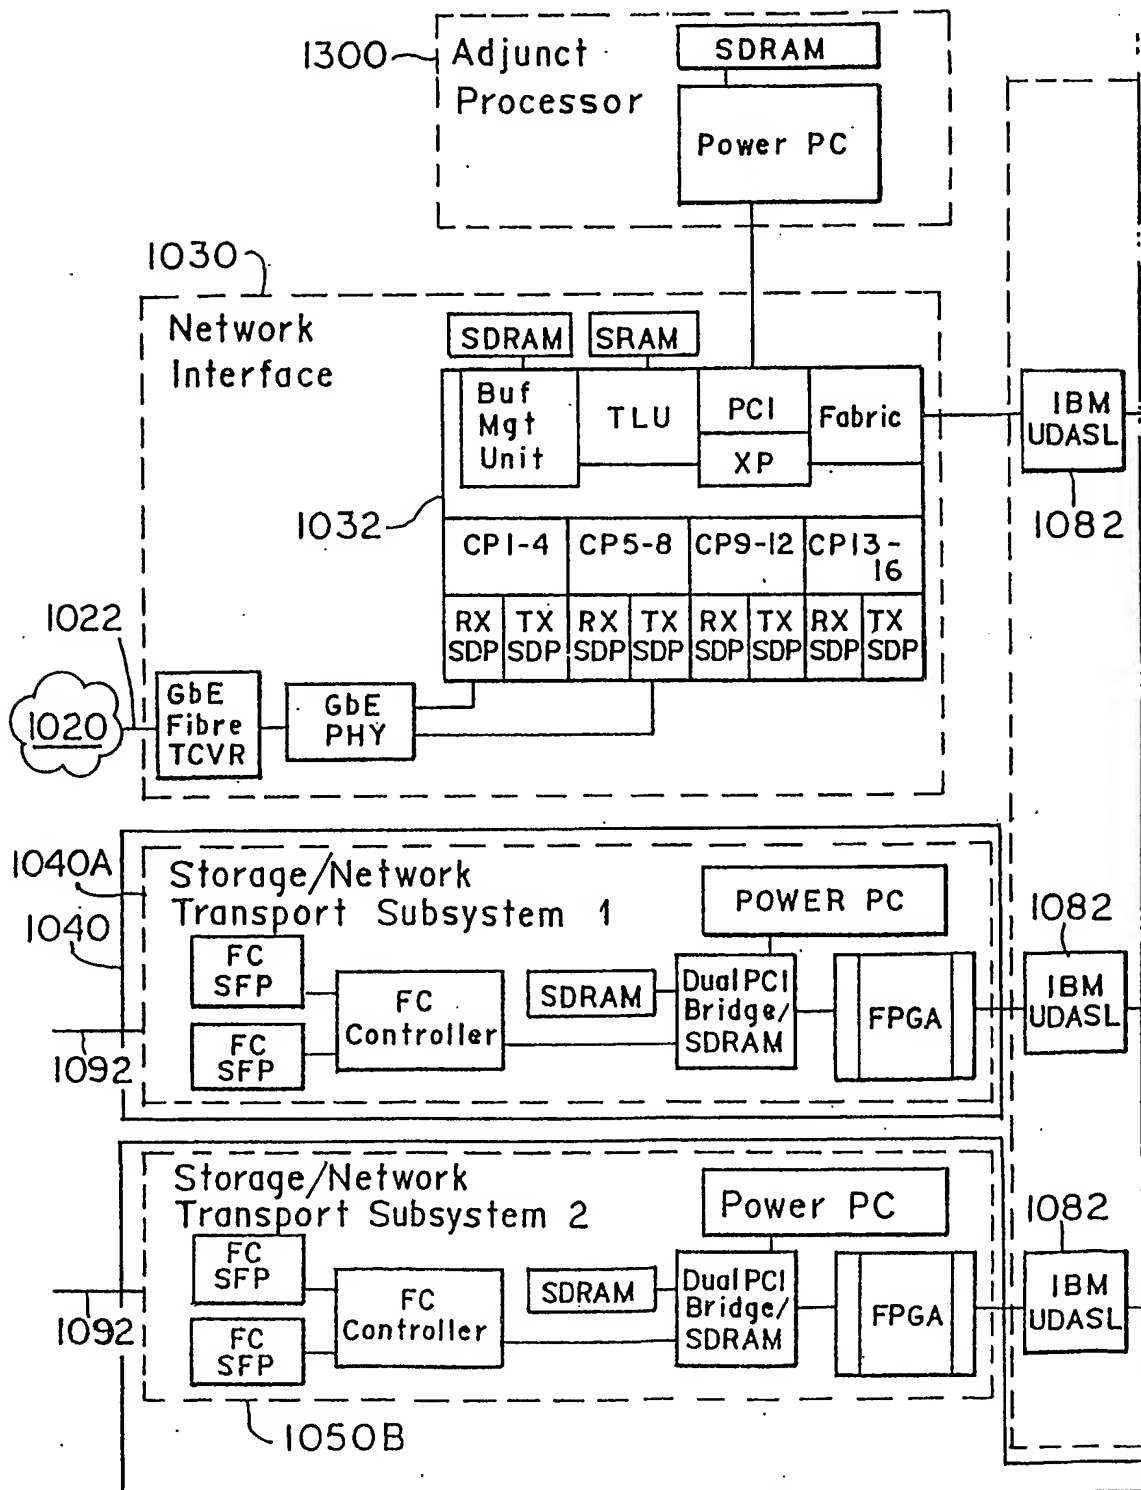 1300
Adjunct
Processor
SDRAM
Power PC
1030
Network
Interface
SDRAM
SRAM
Buf
Mgt
Unit
TLU
PCI
XP
Fabric
IBM
UDASL
1082
1032
CP1-4
CP5-8
CP9-12
CP13-
16
RX
SDP
TX
SDP
RX
SDP
TX
SDP
RX
SDP
TX
SDP
RX
SDP
TX
SDP
1022
1020
GbE
Fibre
TCVR
GbE
PHY
1040A
1040
Storage/Network
Transport Subsystem 1
POWER PC
FC
SFP
FC
SFP
FC
Controller
SDRAM
Dual PCI
Bridge/
SDRAM
FPGA
1082
IBM
UDASL
1092
Storage/Network
Transport Subsystem 2
Power PC
FC
SFP
FC
SFP
FC
Controller
SDRAM
Dual PCI
Bridge/
SDRAM
FPGA
1082
IBM
UDASL
1092
1050B